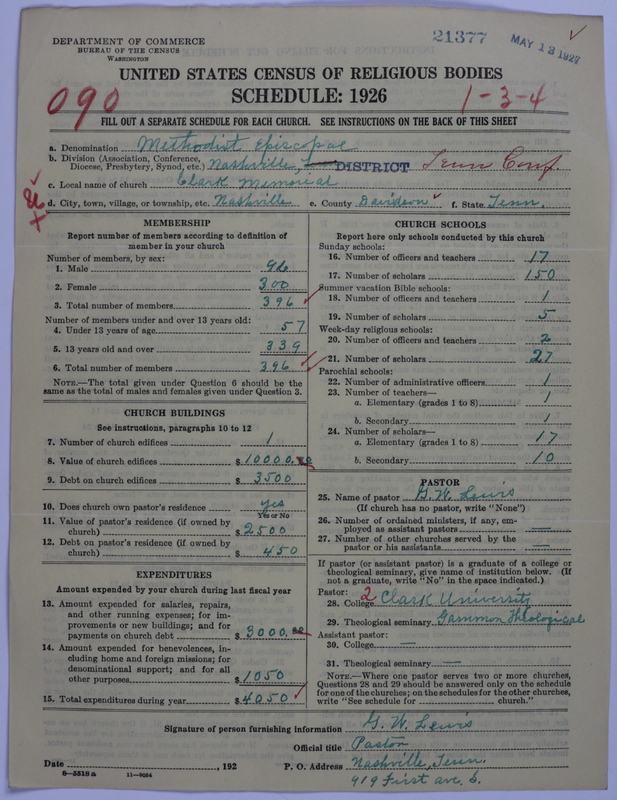 21377
MAY 13 1927
DEPARTMENT OF COMMERCE
BUREAU OF THE CENSUS
WASHINGTON
UNITED STATES CENSUS OF RELIGIOUS BODIES
SCHEDULE: 1926
090
1-3-4
FILL OUT A SEPARATE SCHEDULE FOR EACH CHURCH. SEE INSTRUCTIONS ON THE BACK OF THIS SHEET
a. Denomination Methodist Episcopal
b. Division (Association, Conference,
Diocese, Presbytery, Synod, etc.) Nashville, DISTRICT Tenn Conf
c. Local name of church Clark Memorial
d. City, town, village, or township, etc. Nashville e. County Davidson f. State Tenn.
MEMBERSHIP
Report number of members according to definition of
member in your church
Number of members, by sex:
1. Male 96
2. Female 300
3. Total number of members 396
Number of members under and over 13 years old:
4. Under 13 years of age 57
5. 13 years old and over 339
6. Total number of members 396
NOTE.—The total given under Question 6 should be the
same as the total of males and females given under Question 3.
CHURCH BUILDINGS
See instructions, paragraphs 10 to 12
7. Number of church edifices 1
8. Value of church edifices $10000.00
9. Debt on church edifices $3500
10. Does church own pastor's residence yes
Yes or No
11. Value of pastor's residence (if owned by
church) $2500
12. Debt on pastor's residence (if owned by
church) $450
EXPENDITURES
Amount expended by your church during last fiscal year
13. Amount expended for salaries, repairs,
and other running expenses; for im-
provements or new buildings; and for
payments on church debt $3000.00
14. Amount expended for benevolences, in-
cluding home and foreign missions; for
denominational support; and for all
other purposes $1050
15. Total expenditures during year $4050
CHURCH SCHOOLS
Report here only schools conducted by this church
Sunday schools:
16. Number of officers and teachers 17
17. Number of scholars 150
Summer vacation Bible schools:
18. Number of officers and teachers 1
19. Number of scholars 5
Week-day religious schools:
20. Number of officers and teachers 2
21. Number of scholars 27
Parochial schools:
22. Number of administrative officers 1
23. Number of teachers—
a. Elementary (grades 1 to 8) 1
b. Secondary 1
24. Number of scholars—
a. Elementary (grades 1 to 8) 17
b. Secondary 10
PASTOR
25. Name of pastor G. W. Lewis
(If church has no pastor, write "None")
26. Number of ordained ministers, if any, em-
ployed as assistant pastors —
27. Number of other churches served by the
pastor or his assistants —
If pastor (or assistant pastor) is a graduate of a college or
theological seminary, give name of institution below. (If
not a graduate, write "No" in the space indicated.)
Pastor:
28. College 2 Clark University
29. Theological seminary Gammon Theological
Assistant pastor:
30. College —
31. Theological seminary —
NOTE.—Where one pastor serves two or more churches,
Questions 28 and 29 should be answered only on the schedule
for one of the churches; on the schedules for the other churches,
write "See schedule for church."
Signature of person furnishing information G. W. Lewis
Official title Pastor
Date , 192 P. O. Address Nashville, Tenn.
8—5518a 11—9034
919 First ave S.